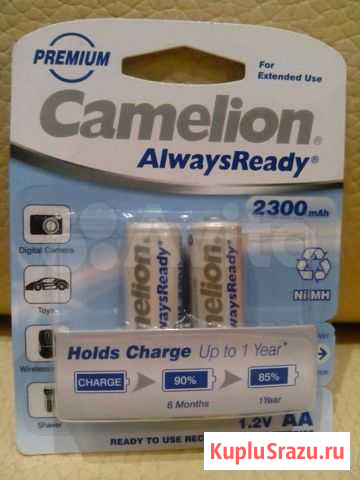 PREMIUM
For
Extended Use
Camelion®
AlwaysReady®
2300mAh
Digital Camera
Ni-MH
Toys
Camelion
AlwaysReady®
AlwaysReady
Holds Charge Up to 1 Year*
CHARGE
90%
85%
6 Months
1Year
Shaver
1.2V AA
READY TO USE
KupluSrazu.ru